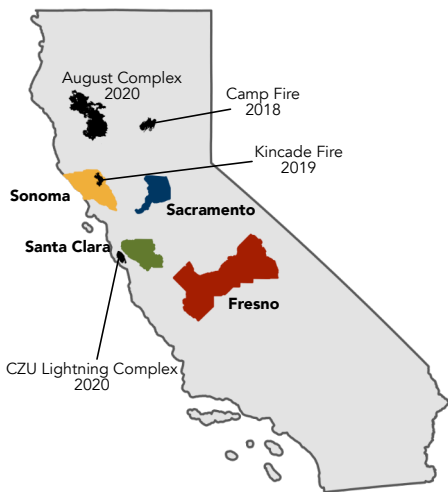 August Complex
2020
Camp Fire
2018
Kincade Fire
2019
Sonoma
Sacramento
Santa Clara
Fresno
CZU Lightning Complex
2020